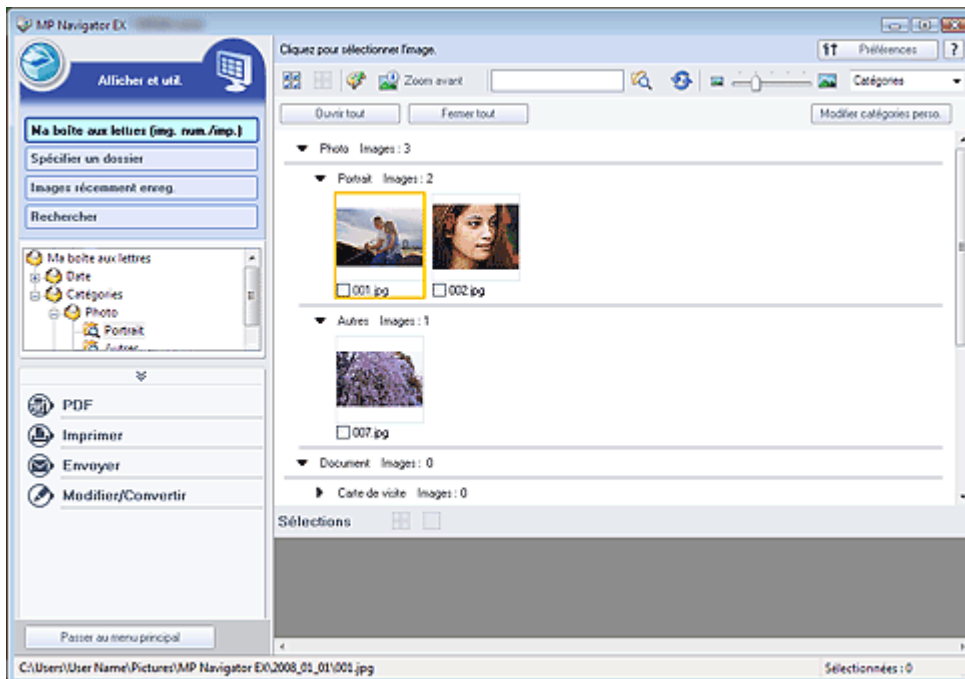 MP Navigator EX
Cliquez pour sélectionner l'image.
Préférences
?
Afficher et util.
Zoom avant
Catégories
Ouvrir tout
Fermer tout
Modifier catégories perso.
Ma boîte aux lettres (img. num./imp.)
Spécifier un dossier
Images récemment enreg.
Rechercher
Ma boîte aux lettres
Date
Catégories
Photo
Portrait
Autres
Photo Images : 3
Portrait Images : 2
001.jpg
002.jpg
Autres Images : 1
007.jpg
Document Images : 0
Carte de visite Images : 0
PDF
Imprimer
Envoyer
Modifier/Convertir
Sélections
Passer au menu principal
C:\Users\User Name\Pictures\MP Navigator EX\2008_01_01\001.jpg
Sélectionnées : 0